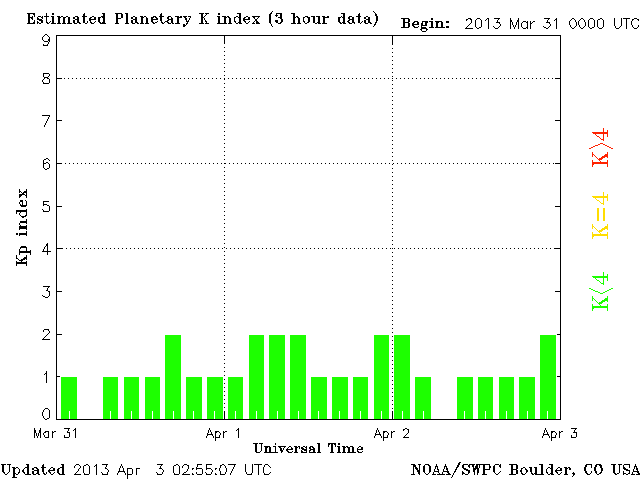 Estimated Planetary K index (3 hour data) Begin: 2013 Mar 31 0000 UTC
9
8
7
6
5
4
3
2
1
0
Kp index
K>4
K=4
K<4
Mar 31 Apr 1 Apr 2 Apr 3
Universal Time
Updated 2013 Apr 3 02:55:07 UTC NOAA/SWPC Boulder, CO USA